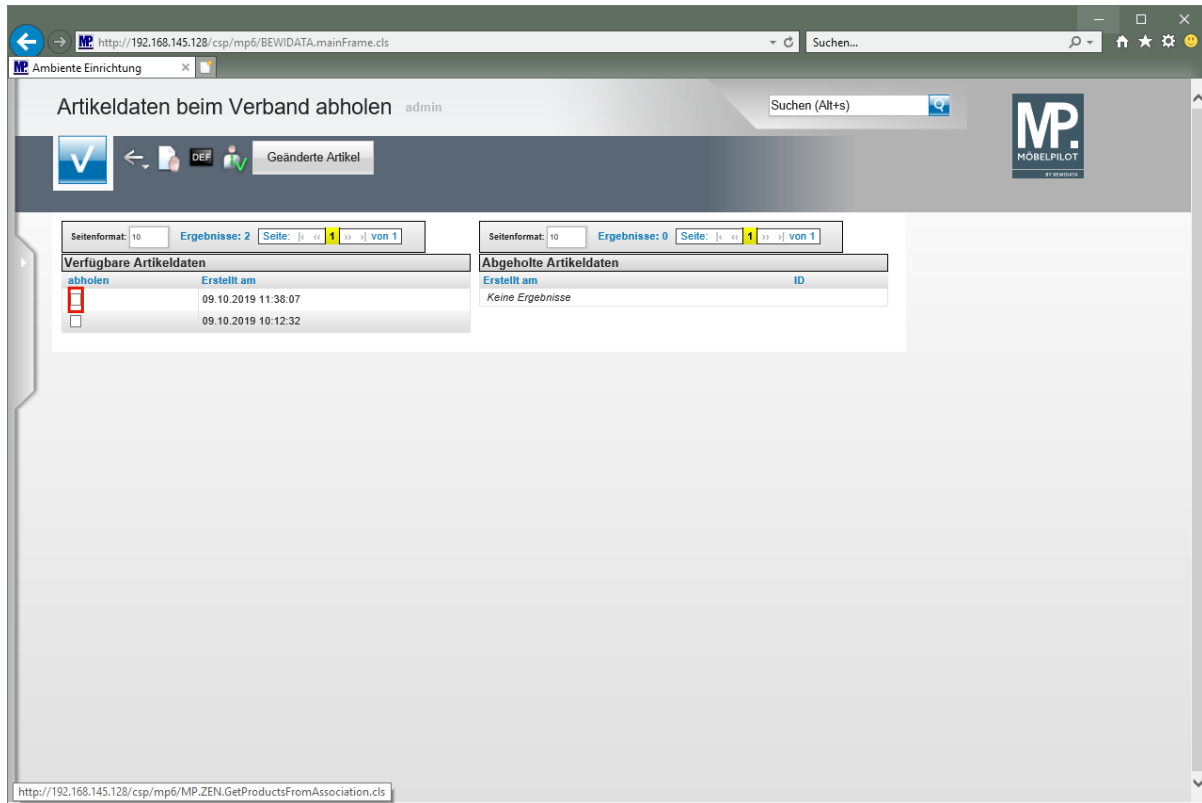 http://192.168.145.128/csp/mp6/BEWIDATA.mainFrame.cls
Suchen...
MP. Ambiente Einrichtung
Artikeldaten beim Verband abholen admin
Suchen (Alt+s)
MP.
MÖBELPILOT
BY BEWIDATA
DEF
Geänderte Artikel
Seitenformat: 10 Ergebnisse: 2 Seite: |‹ ‹‹ 1 ›› ›| von 1
Verfügbare Artikeldaten
abholen Erstellt am
09.10.2019 11:38:07
09.10.2019 10:12:32
Seitenformat: 10 Ergebnisse: 0 Seite: |‹ ‹‹ 1 ›› ›| von 1
Abgeholte Artikeldaten
Erstellt am ID
Keine Ergebnisse
http://192.168.145.128/csp/mp6/MP.ZEN.GetProductsFromAssociation.cls